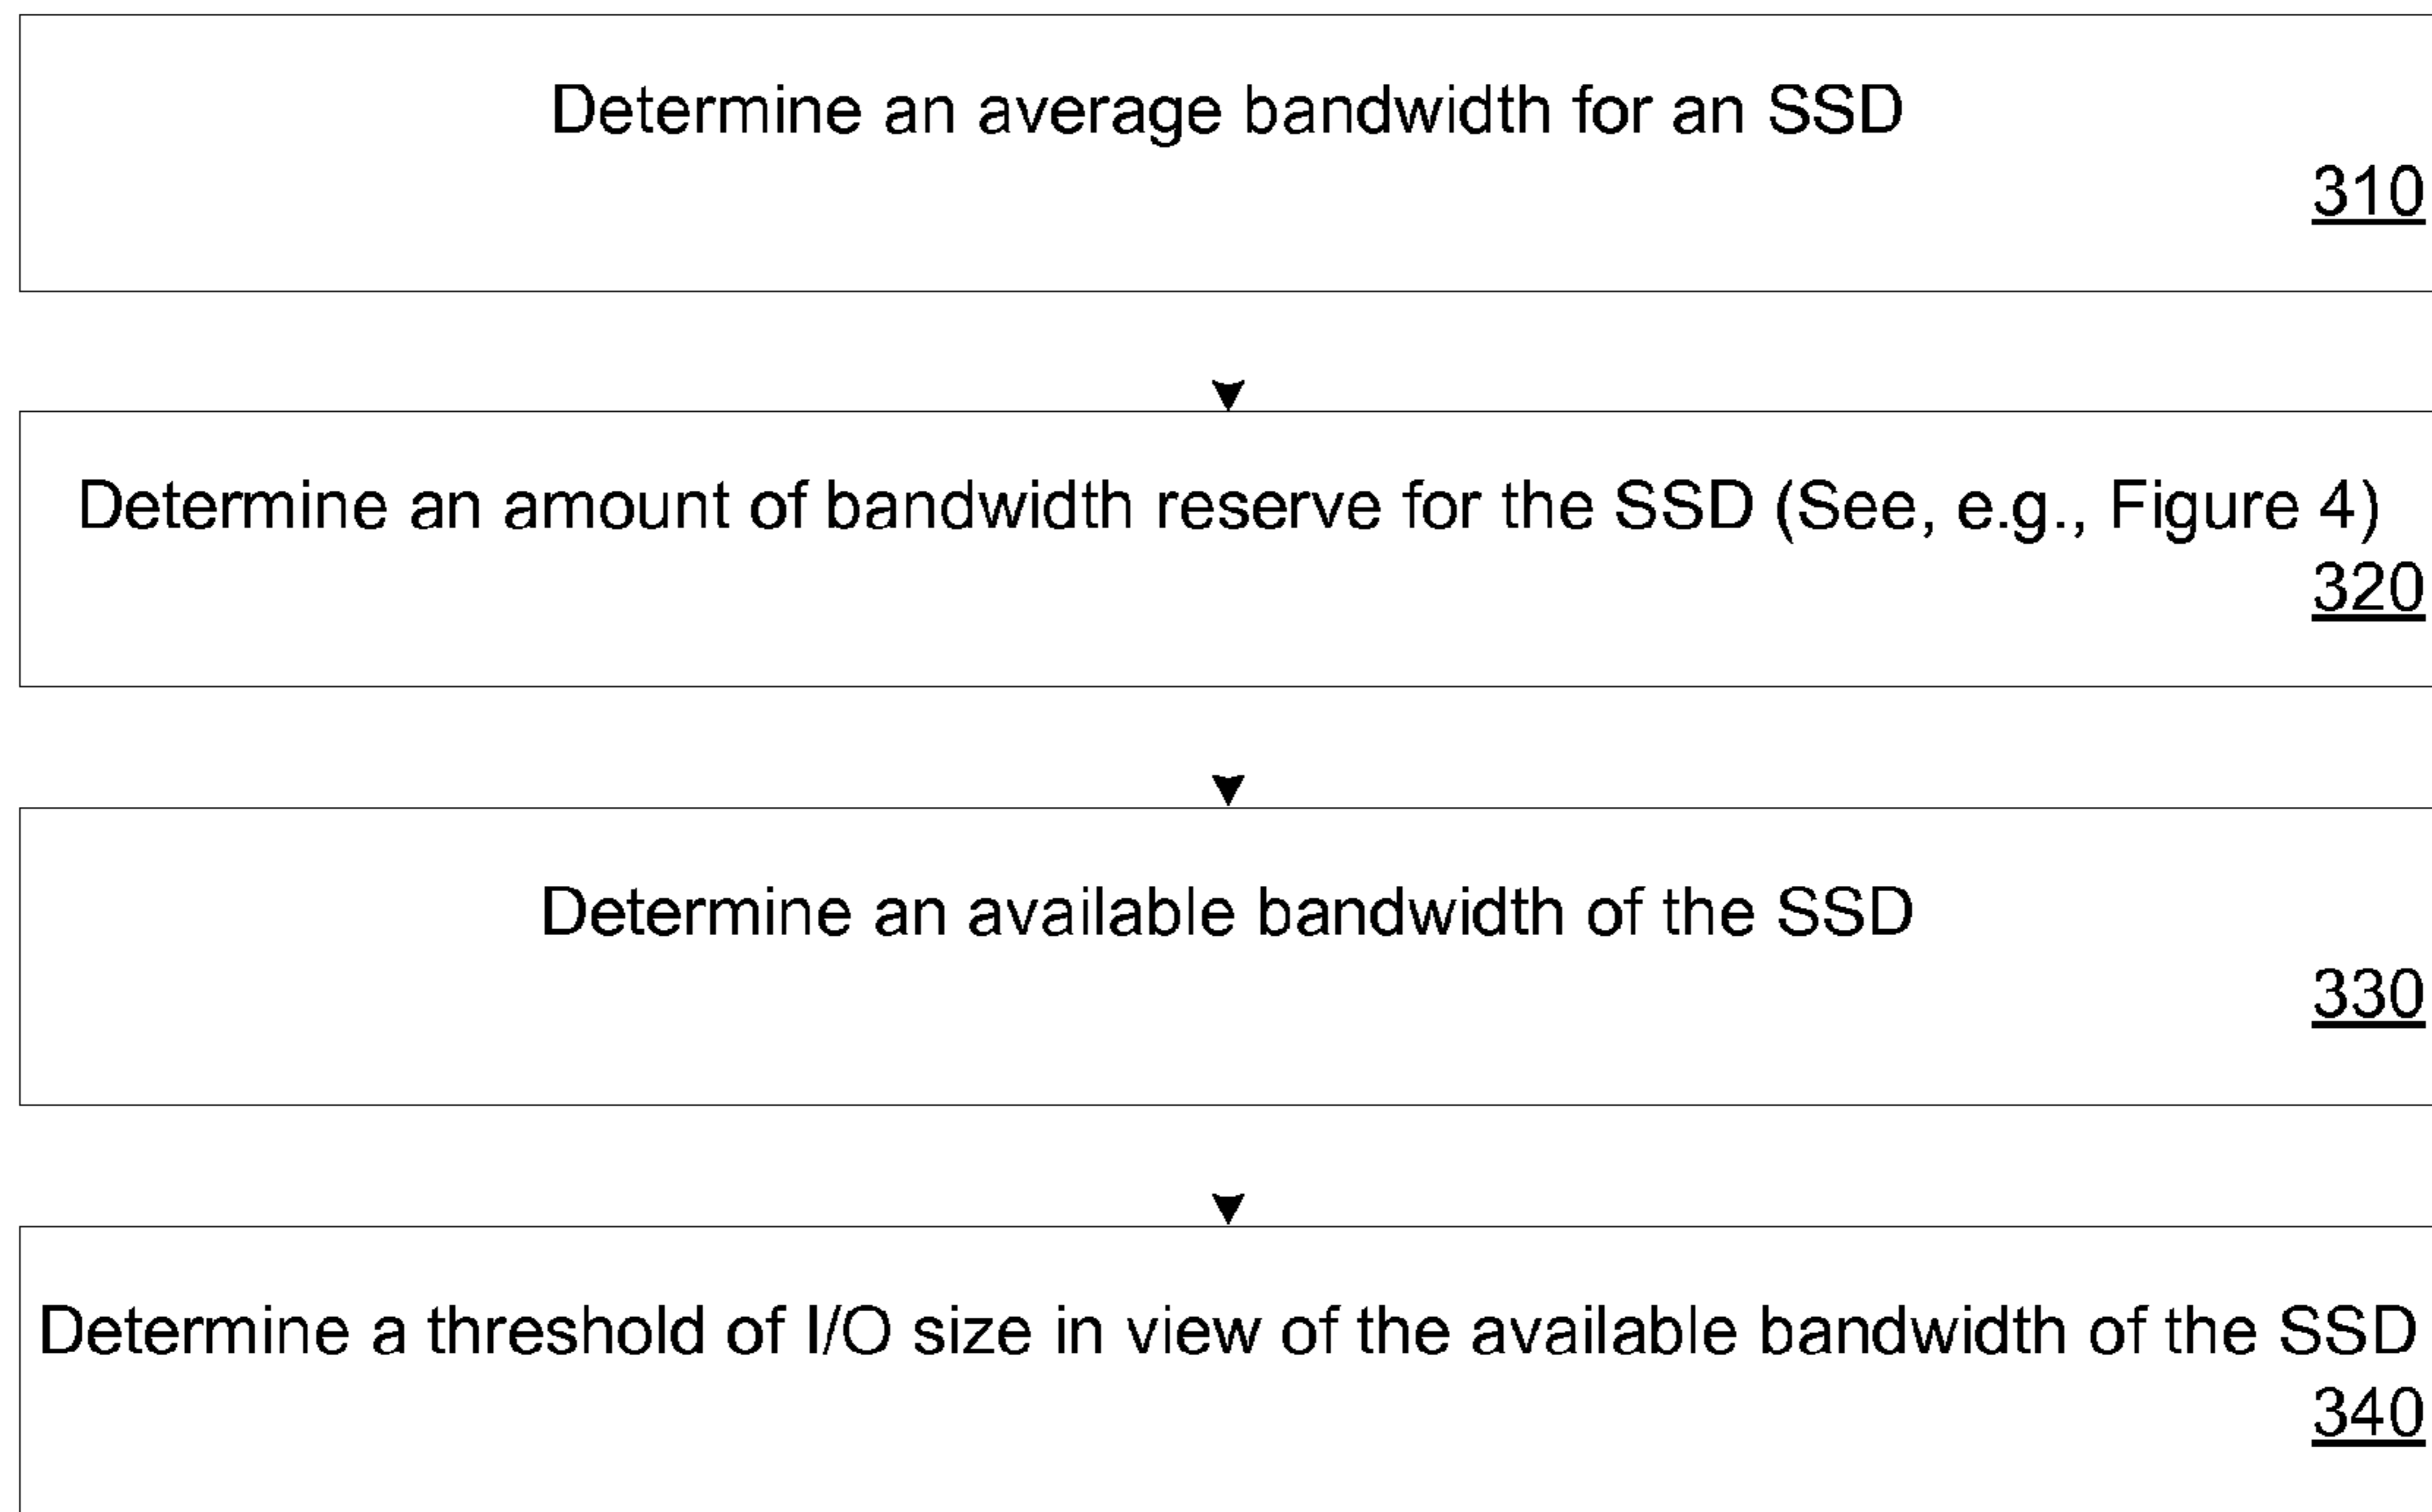 Determine an average bandwidth for an SSD
310
Determine an amount of bandwidth reserve for the SSD (See, e.g., Figure 4)
320
Determine an available bandwidth of the SSD
330
Determine a threshold of I/O size in view of the available bandwidth of the SSD
340